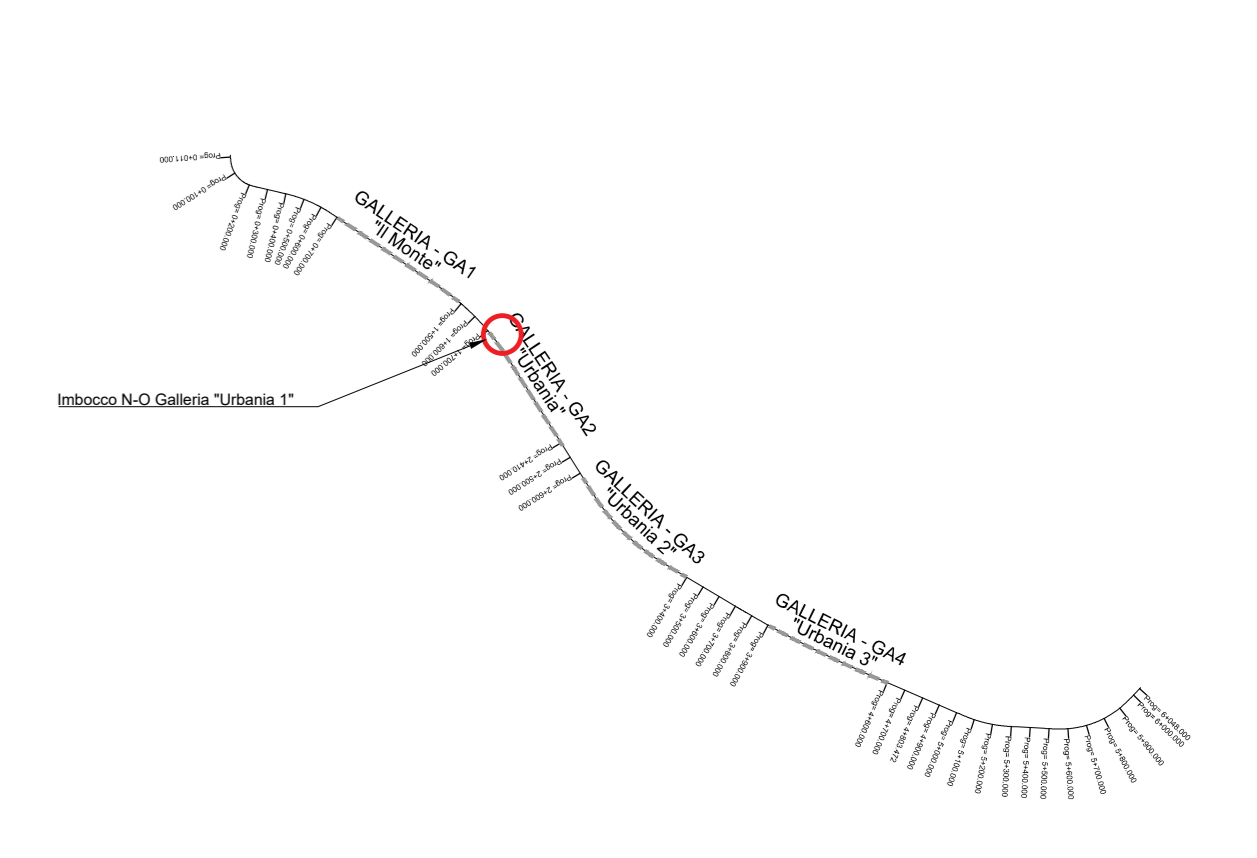 Prog= 0+011.000
Prog= 0+100.000
Prog= 0+200.000
Prog= 0+300.000
Prog= 0+400.000
Prog= 0+500.000
Prog= 0+600.000
Prog= 0+700.000
GALLERIA - GA1
"Il Monte"
Prog= 1+500.000
Prog= 1+600.000
Prog= 1+700.000
GALLERIA - GA2
"Urbania"
Imbocco N-O Galleria "Urbania 1"
Prog= 2+410.000
Prog= 2+500.000
Prog= 2+600.000
GALLERIA - GA3
"Urbania 2"
Prog= 3+400.000
Prog= 3+500.000
Prog= 3+600.000
Prog= 3+700.000
Prog= 3+800.000
Prog= 3+900.000
GALLERIA - GA4
"Urbania 3"
Prog= 4+600.000
Prog= 4+700.000
Prog= 4+803.472
Prog= 4+900.000
Prog= 5+000.000
Prog= 5+100.000
Prog= 5+200.000
Prog= 5+300.000
Prog= 5+400.000
Prog= 5+500.000
Prog= 5+600.000
Prog= 5+700.000
Prog= 5+800.000
Prog= 5+900.000
Prog= 6+000.000
Prog= 6+048.000